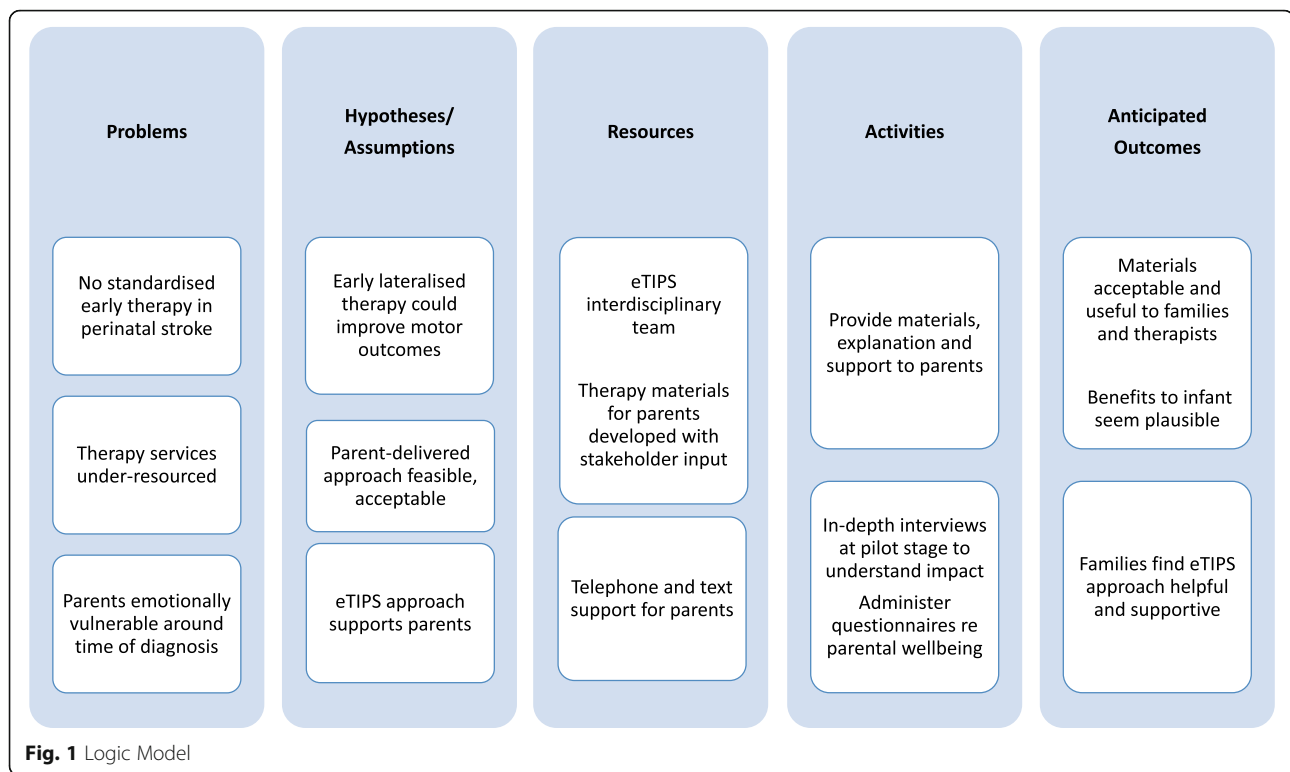 Problems
No standardised
early therapy in
perinatal stroke
Therapy services
under-resourced
Parents emotionally
vulnerable around
time of diagnosis
Hypotheses/
Assumptions
Early lateralised
therapy could
improve motor
outcomes
Parent-delivered
approach feasible,
acceptable
eTIPS approach
supports parents
Resources
eTIPS
interdisciplinary
team
Therapy materials
for parents
developed with
stakeholder input
Telephone and text
support for parents
Activities
Provide materials,
explanation and
support to parents
In-depth interviews
at pilot stage to
understand impact
Administer
questionnaires re
parental wellbeing
Anticipated
Outcomes
Materials
acceptable and
useful to families
and therapists
Benefits to infant
seem plausible
Families find eTIPS
approach helpful
and supportive
Fig. 1 Logic Model